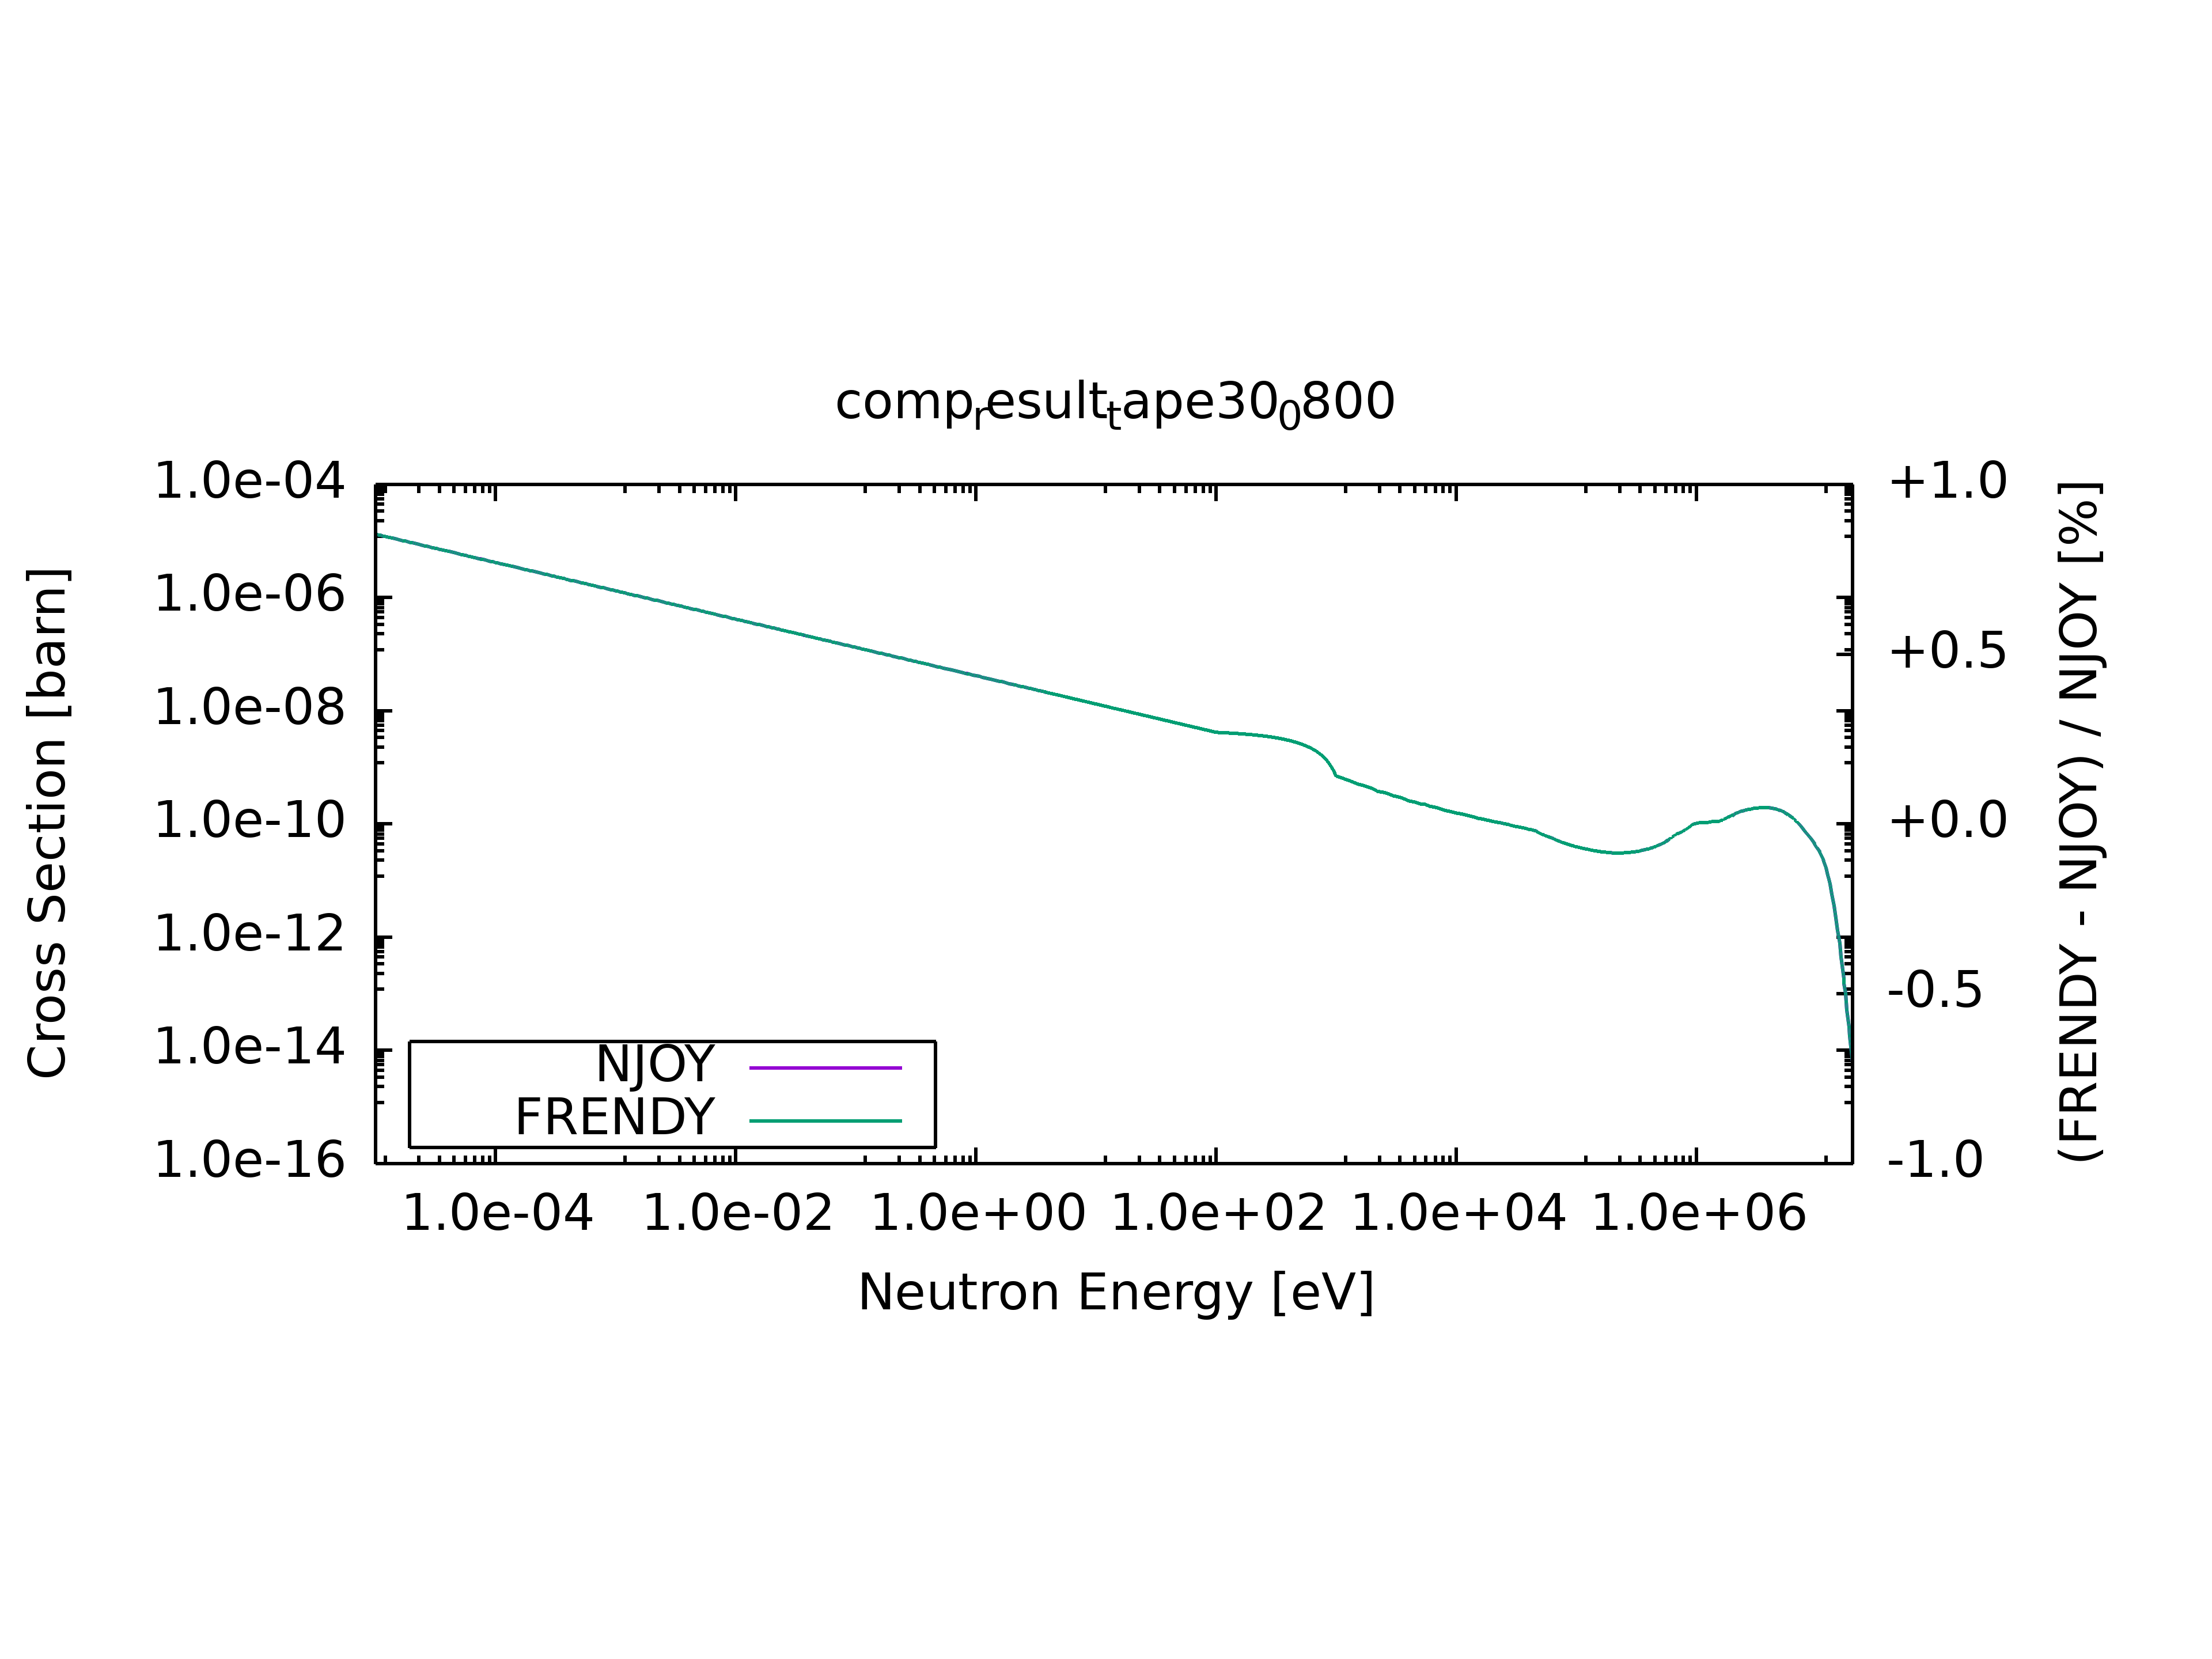 comp_resul_tape30_0800
1.0e-04
1.0e-06
1.0e-08
1.0e-10
1.0e-12
1.0e-14
1.0e-16
Cross Section [barn]
+1.0
+0.5
+0.0
-0.5
-1.0
(FRENDY - NJOY) / NJOY [%]
NJOY
FRENDY
1.0e-04 1.0e-02 1.0e+00 1.0e+02 1.0e+04 1.0e+06
Neutron Energy [eV]